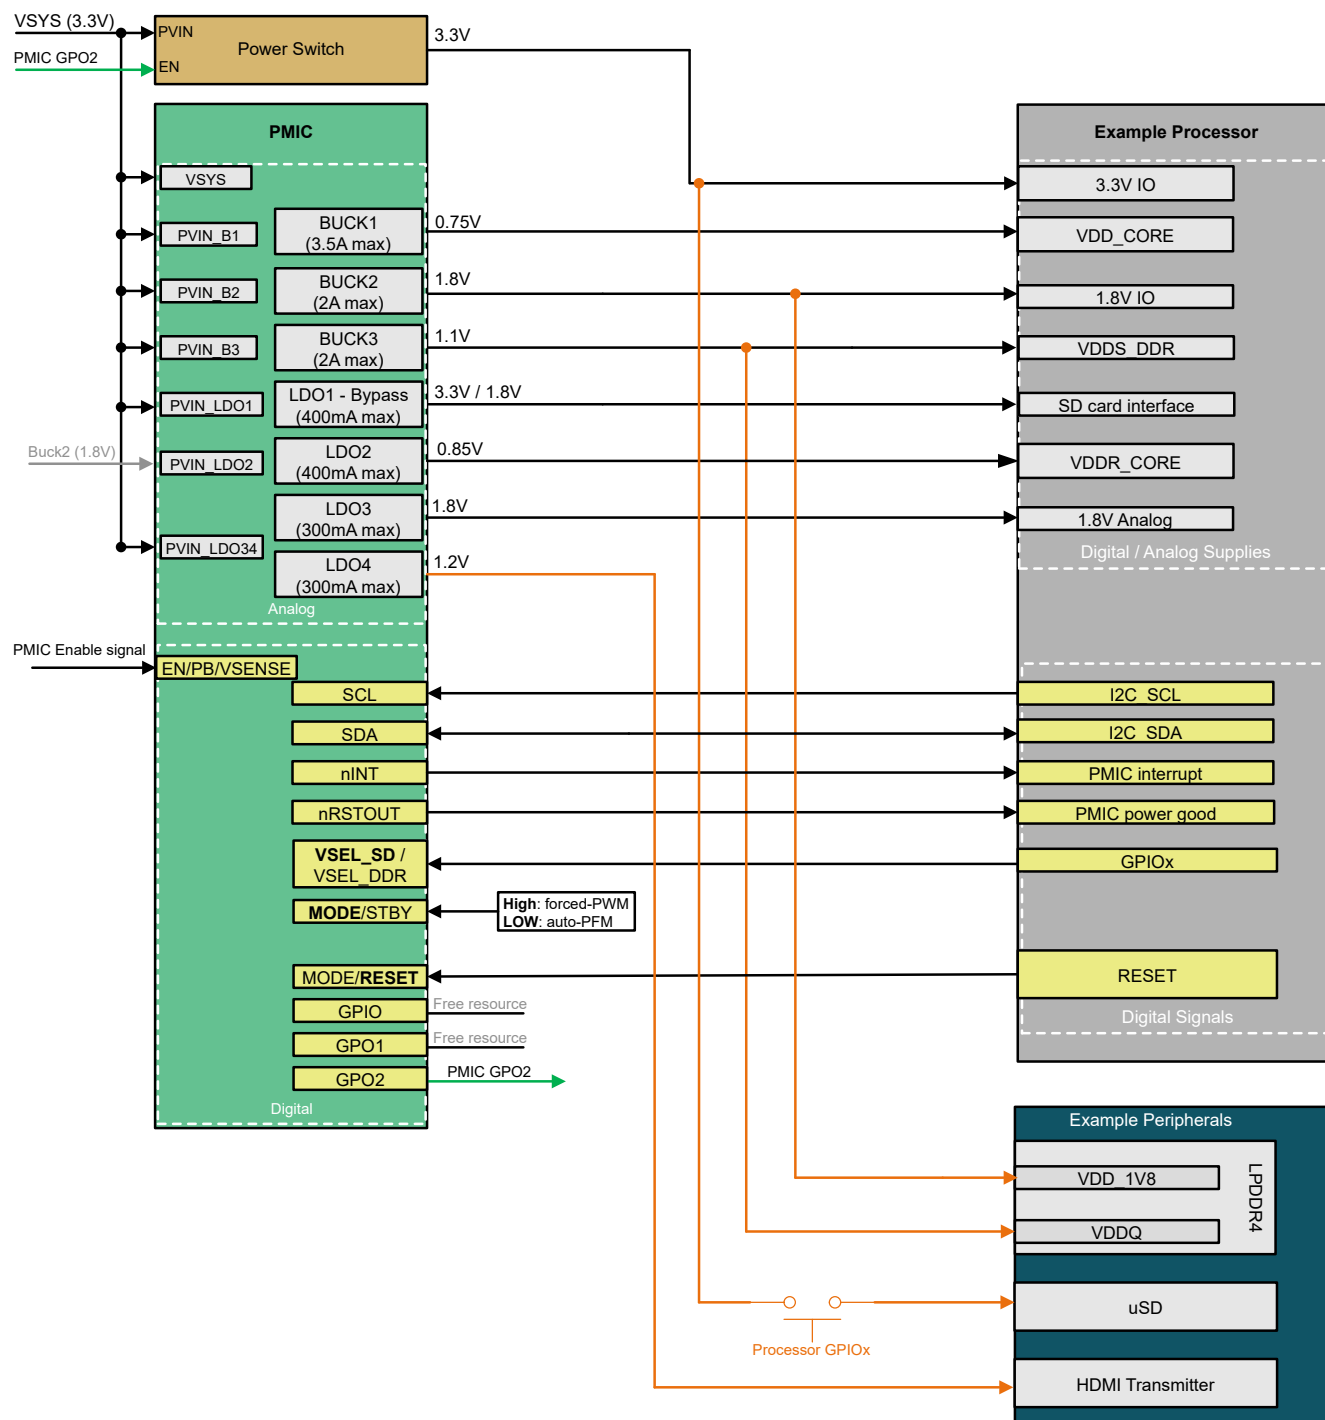 VSYS (3.3V)
PVIN
Power Switch
3.3V
PMIC GPO2
EN
PMIC
Example Processor
VSYS
3.3V IO
PVIN_B1
BUCK1
(3.5A max)
0.75V
VDD_CORE
PVIN_B2
BUCK2
(2A max)
1.8V
1.8V IO
PVIN_B3
BUCK3
(2A max)
1.1V
VDDS_DDR
PVIN_LDO1
LDO1 - Bypass
(400mA max)
3.3V / 1.8V
SD card interface
Buck2 (1.8V)
PVIN_LDO2
LDO2
(400mA max)
0.85V
VDDR_CORE
LDO3
(300mA max)
1.8V
1.8V Analog
PVIN_LDO34
LDO4
(300mA max)
1.2V
Digital / Analog Supplies
Analog
PMIC Enable signal
EN/PB/VSENSE
SCL
I2C_SCL
SDA
I2C_SDA
nINT
PMIC interrupt
nRSTOUT
PMIC power good
VSEL_SD /
VSEL_DDR
GPIOx
MODE/STBY
High: forced-PWM
LOW: auto-PFM
MODE/RESET
RESET
GPIO
Free resource
Digital Signals
GPO1
Free resource
GPO2
PMIC GPO2
Digital
Example Peripherals
VDD_1V8
LPDDR4
VDDQ
uSD
Processor GPIOx
HDMI Transmitter